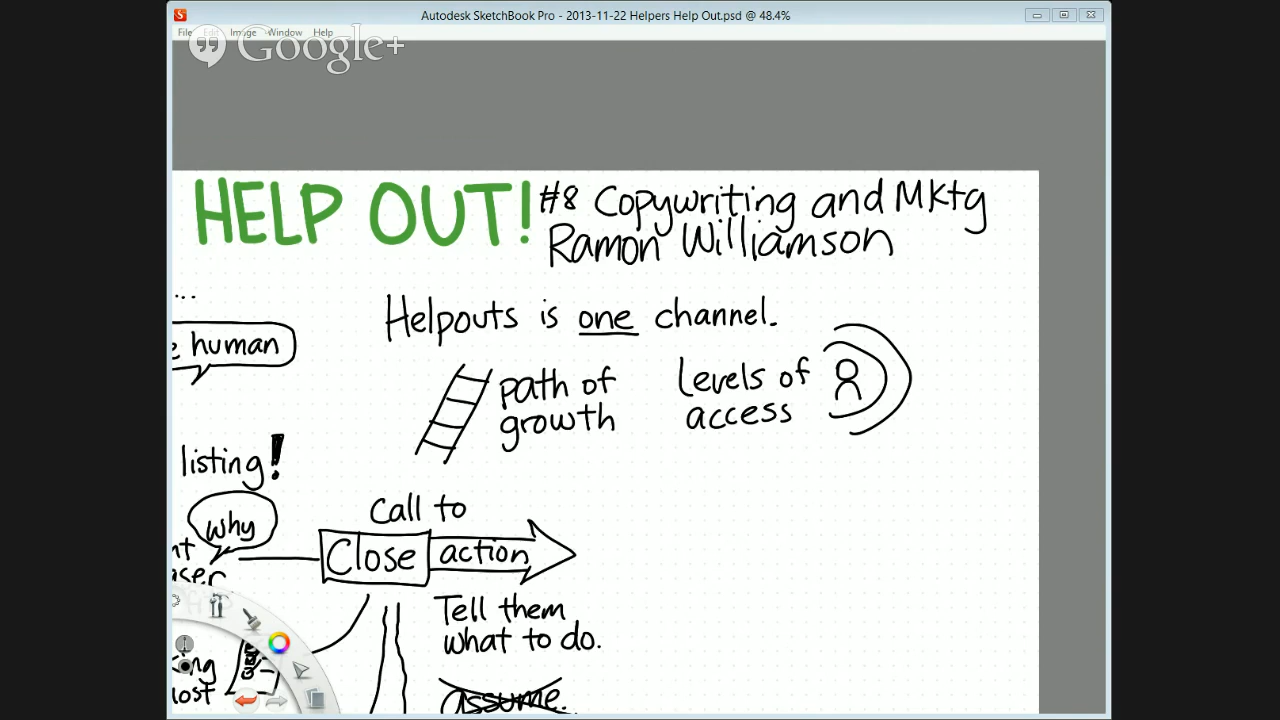 Autodesk SketchBook Pro - 2013-11-22 Helpers Help Out.psd @ 48.4%
File Edit Image Window Help
Google+
HELP OUT! #8 Copywriting and Mktg
Ramon Williamson
...
Helpouts is one channel.
human
path of
growth
Levels of
access
listing!
why
Call to
Close action
Tell them
what to do.
assume.